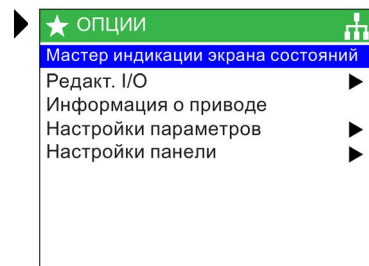 ОПЦИИ
Мастер индикации экрана состояний
Редакт. I/O
Информация о приводе
Настройки параметров
Настройки панели